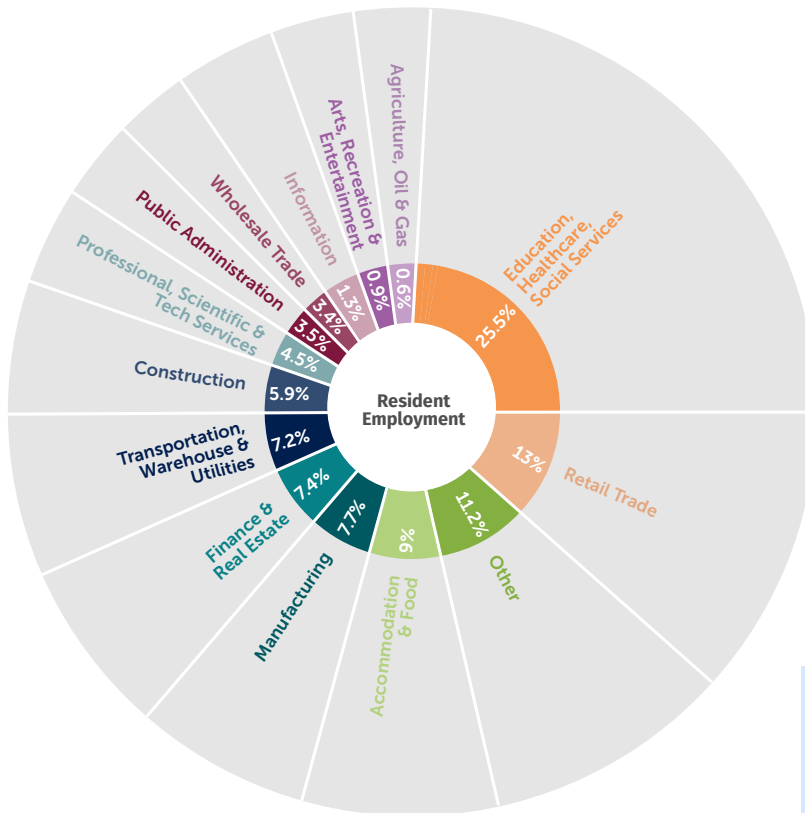 Resident
Employment
Education,
Healthcare,
Social Services
25.5%
Retail Trade
13%
Other
11.2%
Accommodation
& Food
9%
Manufacturing
7.7%
Finance &
Real Estate
7.4%
Transportation,
Warehouse &
Utilities
7.2%
Construction
5.9%
Professional, Scientific &
Tech Services
4.5%
Public Administration
3.5%
Wholesale Trade
3.4%
Information
1.3%
Arts, Recreation &
Entertainment
0.9%
Agriculture, Oil & Gas
0.6%